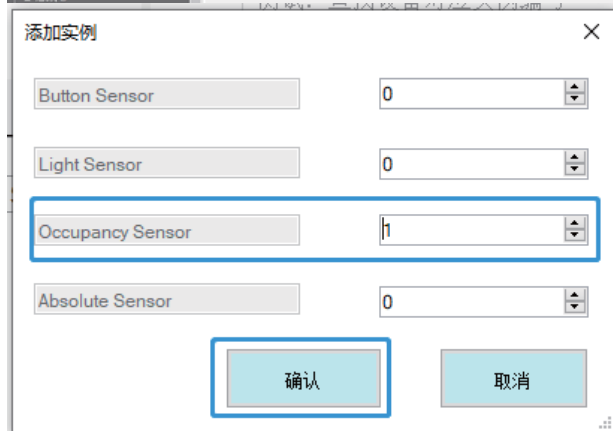 添加实例
Button Sensor 0
Light Sensor 0
Occupancy Sensor 1
Absolute Sensor 0
确认 取消